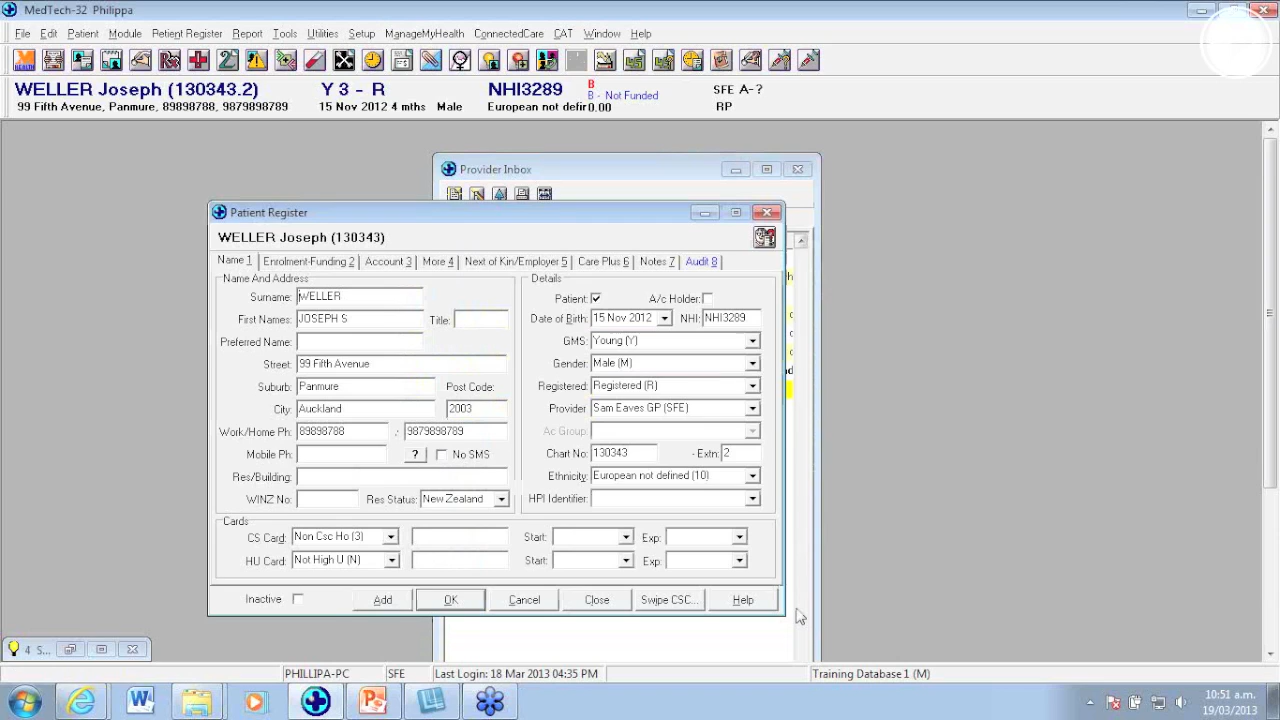 MedTech-32 Philippa
File Edit Patient Module Petient Register Report Tools Utilities Setup ManageMyHealth ConnectedCare CAT Window Help
WELLER Joseph (130343.2) Y 3 - R NHI3289 B SFE A-?
B - Not Funded
99 Fifth Avenue, Panmure, 89898788, 9879898789 15 Nov 2012 4 mths Male European not defir 0.00 RP
Provider Inbox
Patient Register
WELLER Joseph (130343)
Name 1 Enrolment-Funding 2 Account 3 More 4 Next of Kin/Employer 5 Care Plus 6 Notes 7 Audit 8
Name And Address Details
Surname: WELLER Patient: A/c Holder:
First Names: JOSEPH S Title: Date of Birth: 15 Nov 2012 NHI: NHI3289
Preferred Name: GMS: Young (Y)
Street: 99 Fifth Avenue Gender: Male (M)
Suburb: Panmure Post Code: Registered: Registered (R)
City: Auckland 2003 Provider Sam Eaves GP (SFE)
Work/Home Ph: 89898788 / 9879898789 Ac Group:
Mobile Ph: ? No SMS Chart No: 130343 - Extn: 2
Res/Building: Ethnicity: European not defined (10)
WINZ No: Res Status: New Zealand HPI Identifier:
Cards
CS Card: Non Csc Ho (3) Start: Exp:
HU Card: Not High U (N) Start: Exp:
Inactive Add OK Cancel Close Swipe CSC... Help
4 S...
PHILLIPA-PC SFE Last Login: 18 Mar 2013 04:35 PM Training Database 1 (M)
10:51 a.m.
19/03/2013